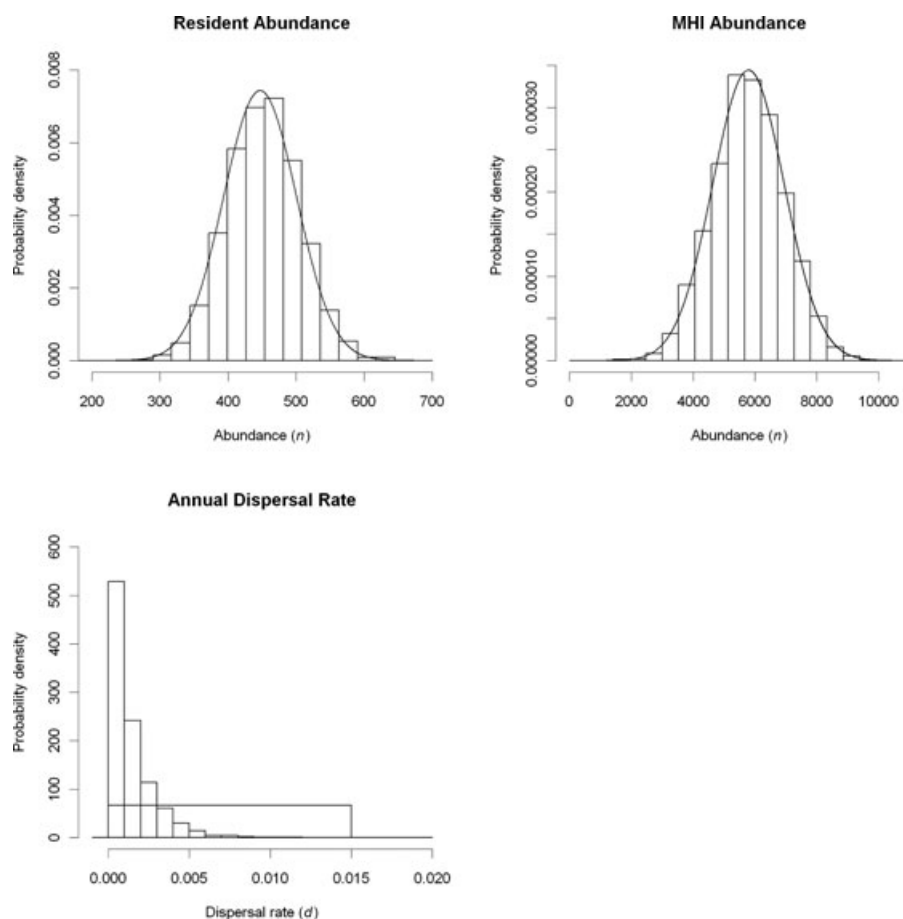 Resident Abundance
Probability density
0.000 0.002 0.004 0.006 0.008
200 300 400 500 600 700
Abundance (n)
MHI Abundance
Probability density
0.00000 0.00010 0.00020 0.00030
0 2000 4000 6000 8000 10000
Abundance (n)
Annual Dispersal Rate
Probability density
0 100 200 300 400 500 600
0.000 0.005 0.010 0.015 0.020
Dispersal rate (d)